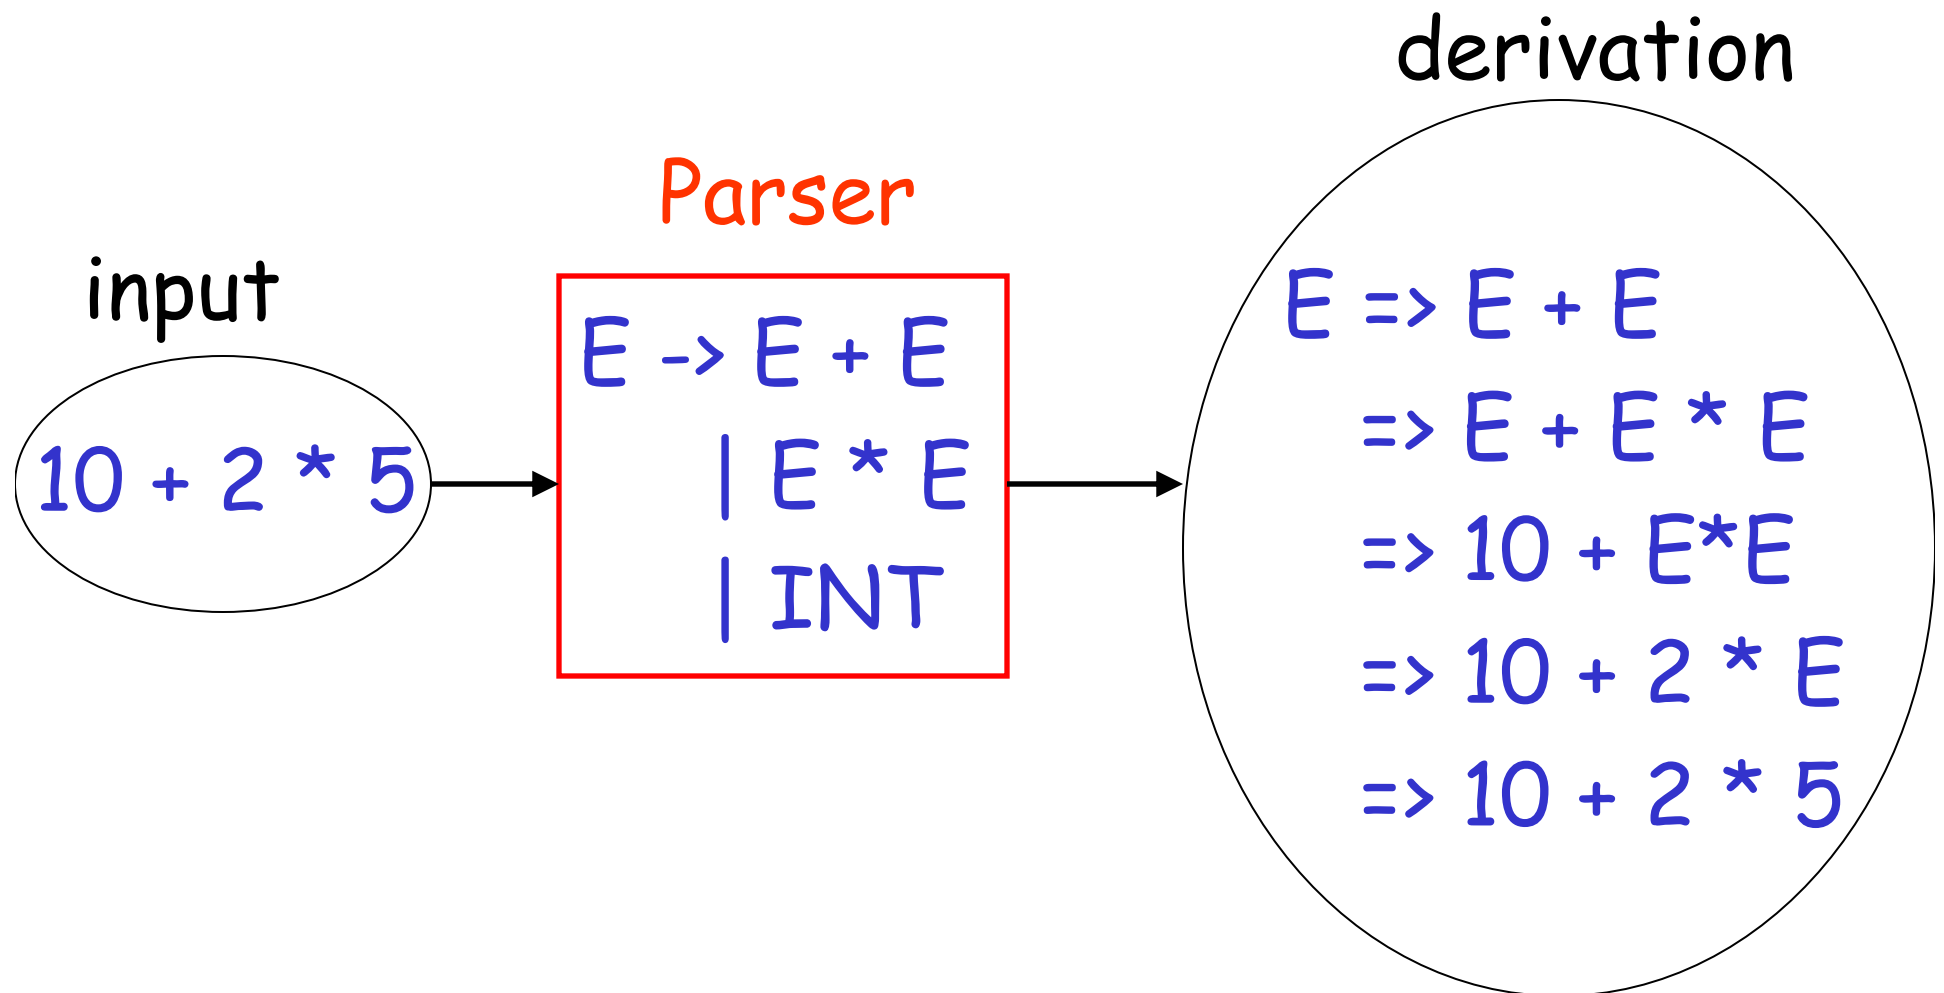 input
10 + 2 * 5
Parser
E -> E + E
| E * E
| INT
derivation
E => E + E
=> E + E * E
=> 10 + E*E
=> 10 + 2 * E
=> 10 + 2 * 5